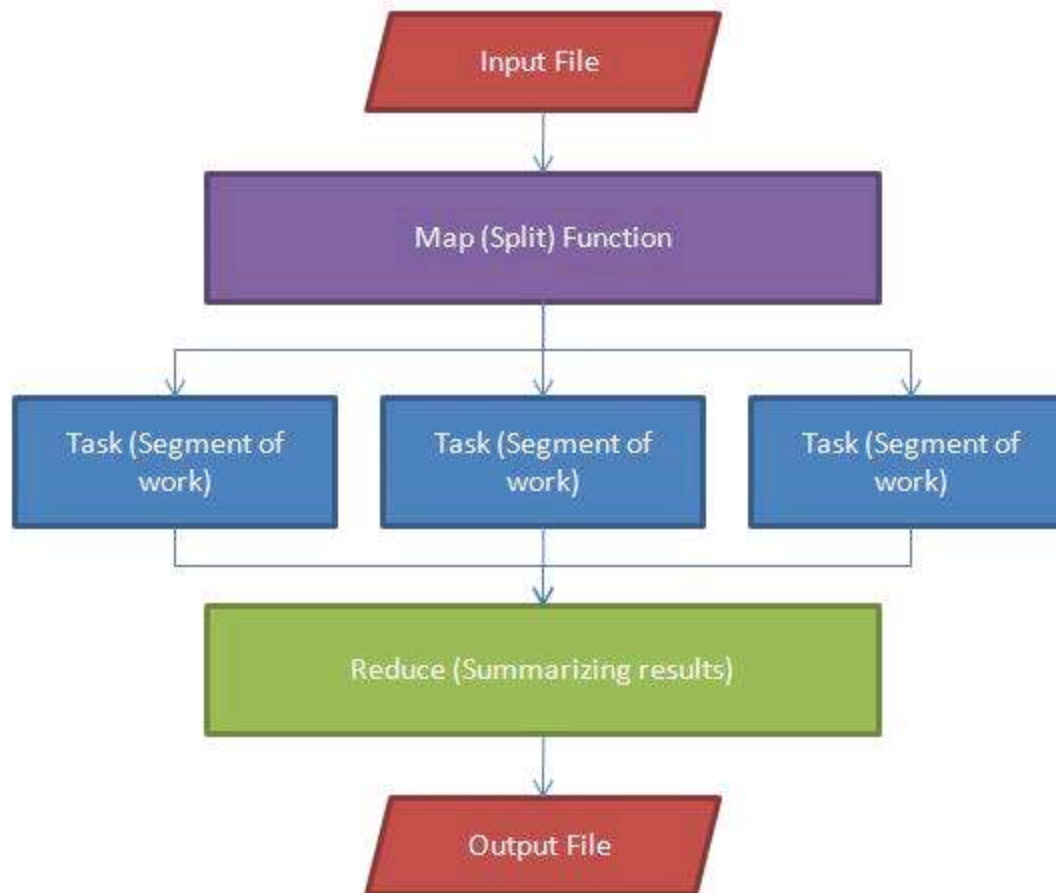 Input File
Map (Split) Function
Task (Segment of
work)
Task (Segment of
work)
Task (Segment of
work)
Reduce (Summarizing results)
Output File